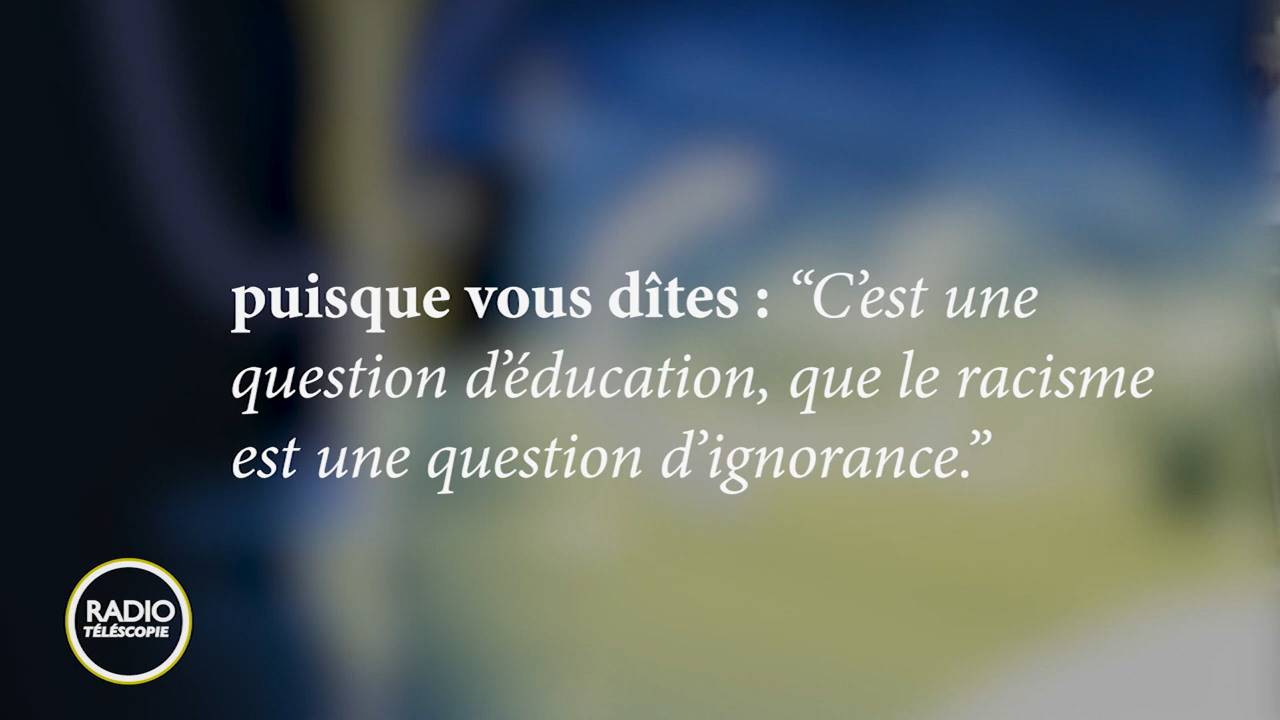 puisque vous dîtes : “C’est une
question d’éducation, que le racisme
est une question d’ignorance.”
RADIO
TÉLÉSCOPIE